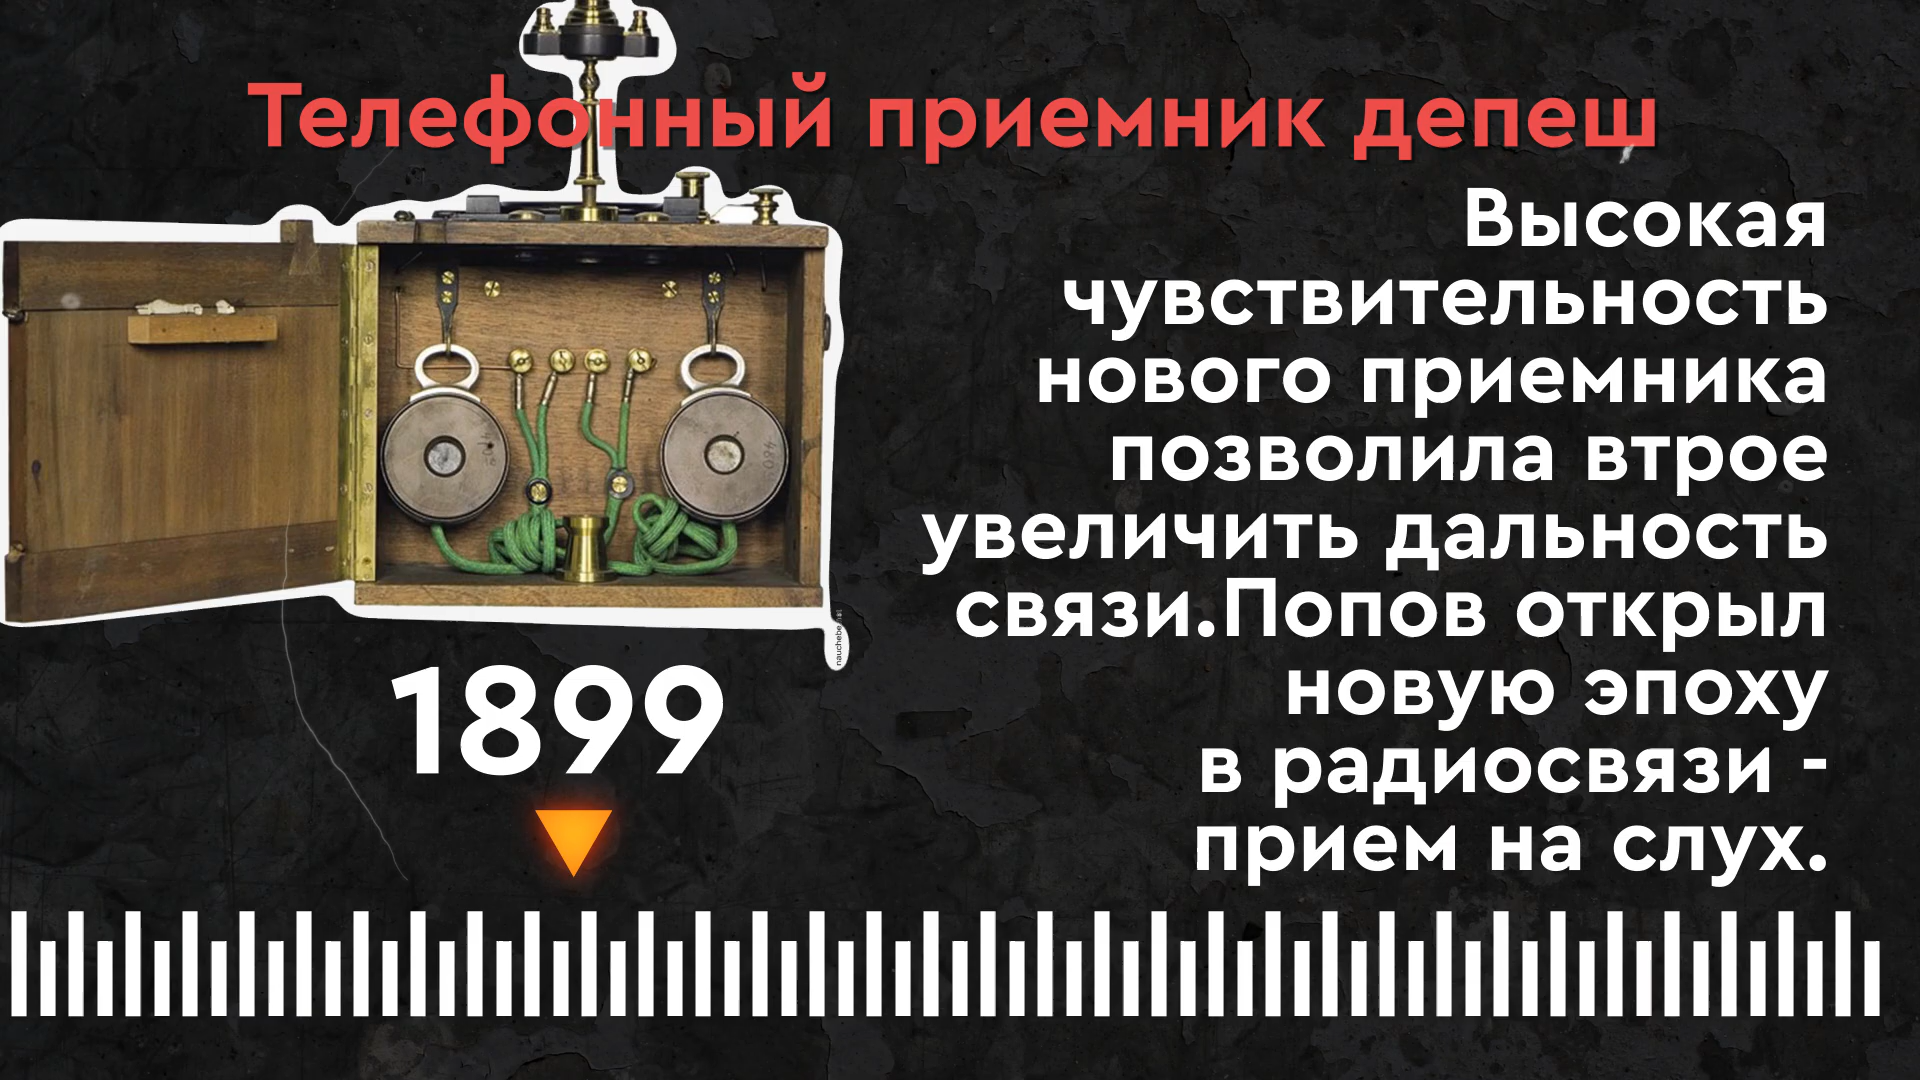 Телефонный приемник депеш
Высокая
чувствительность
нового приемника
позволила втрое
увеличить дальность
связи.Попов открыл
новую эпоху
в радиосвязи -
прием на слух.
1899